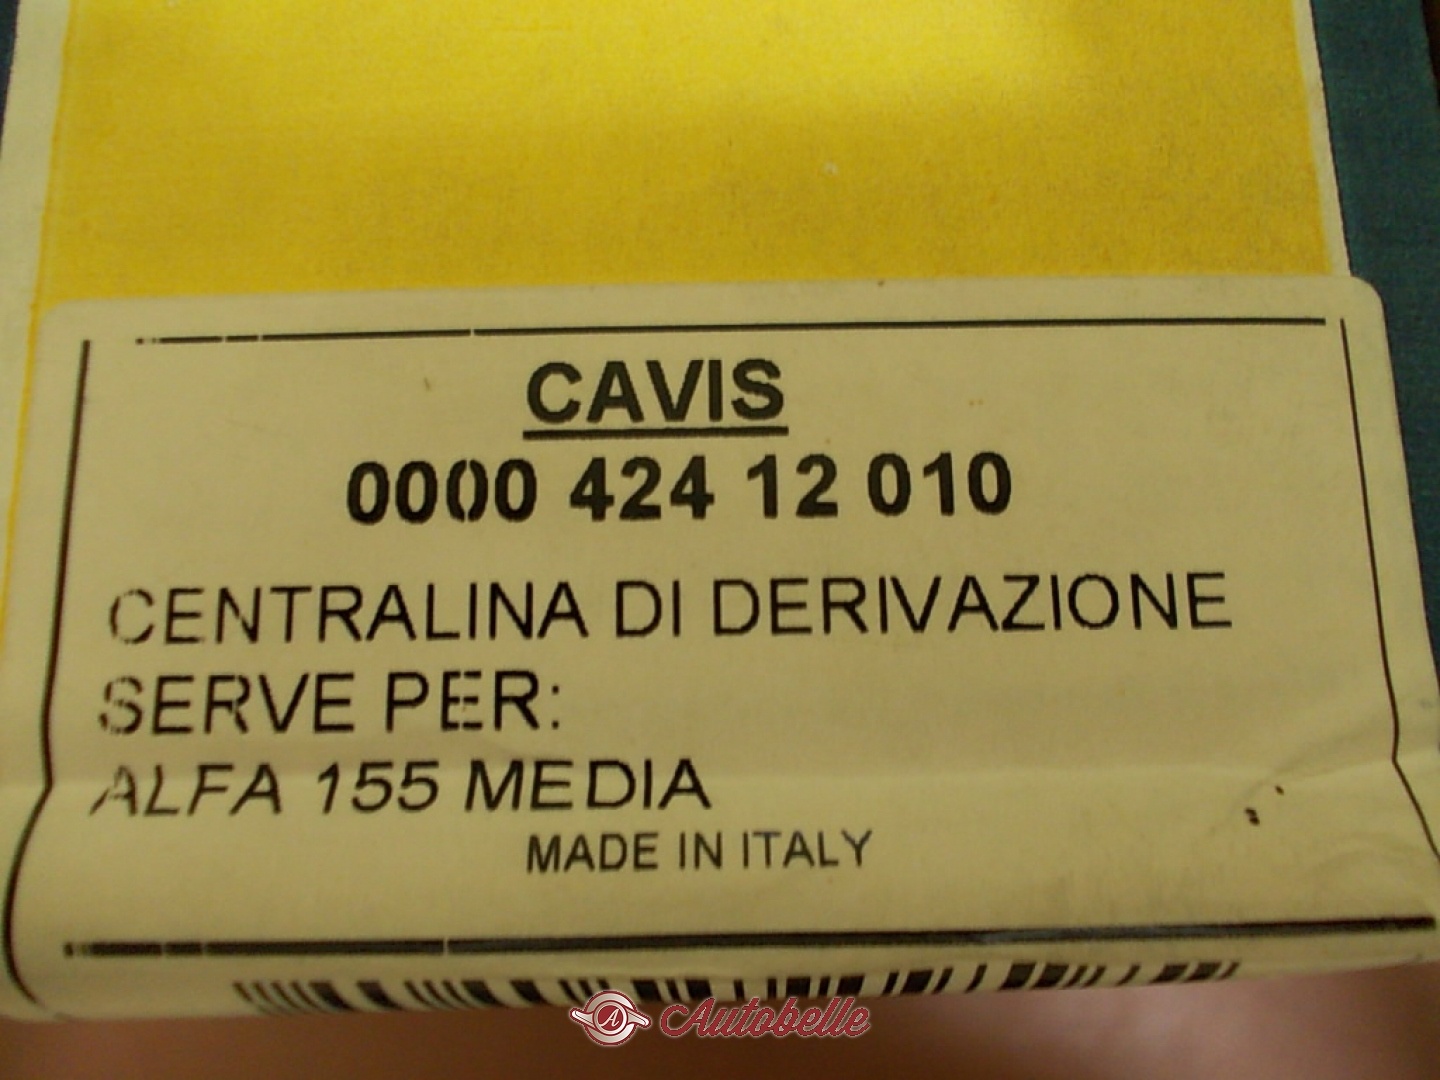 CAVIS
0000 424 12 010
CENTRALINA DI DERIVAZIONE
SERVE PER:
ALFA 155 MEDIA
MADE IN ITALY
A Autobelle